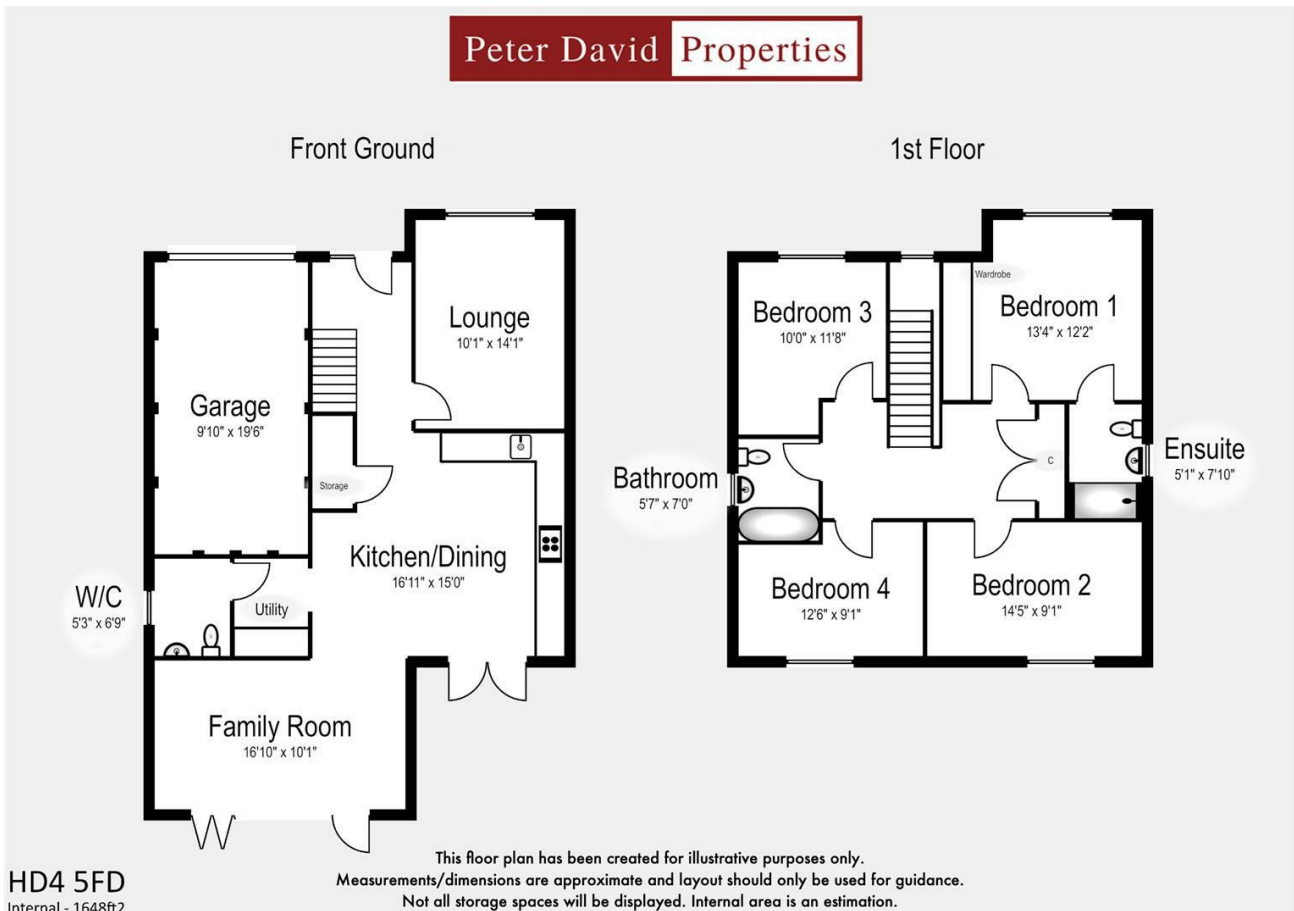 Peter David Properties
Front Ground
1st Floor
Lounge
10'1" x 14'1"
Garage
9'10" x 19'6"
Storage
Kitchen/Dining
16'11" x 15'0"
W/C
5'3" x 6'9"
Utility
Family Room
16'10" x 10'1"
Wardrobe
Bedroom 3
10'0" x 11'8"
Bedroom 1
13'4" x 12'2"
Bathroom
5'7" x 7'0"
C
Ensuite
5'1" x 7'10"
Bedroom 4
12'6" x 9'1"
Bedroom 2
14'5" x 9'1"
This floor plan has been created for illustrative purposes only.
Measurements/dimensions are approximate and layout should only be used for guidance.
Not all storage spaces will be displayed. Internal area is an estimation.
HD4 5FD
Internal - 1648ft2